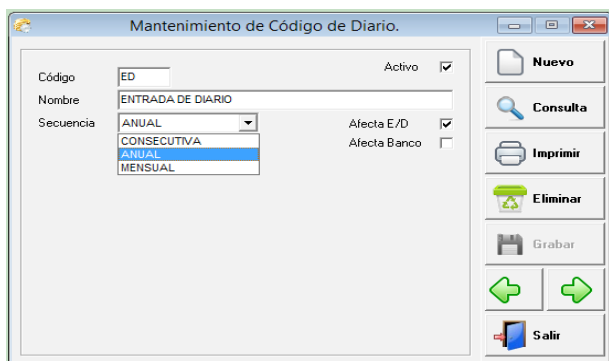 Mantenimiento de Código de Diario.
Activo
Código ED
Nombre ENTRADA DE DIARIO
Secuencia ANUAL
Afecta E/D
CONSECUTIVA
Afecta Banco
ANUAL
MENSUAL
Nuevo
Consulta
Imprimir
Eliminar
Grabar
Salir